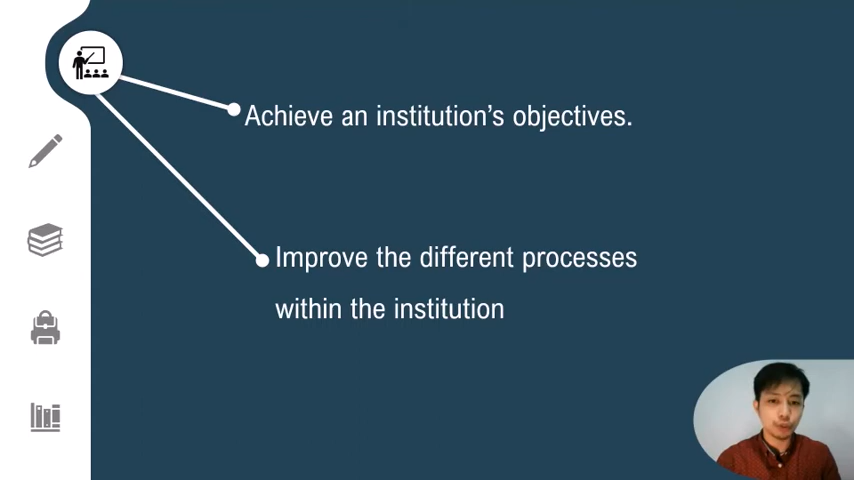 Achieve an institution's objectives.
Improve the different processes
within the institution